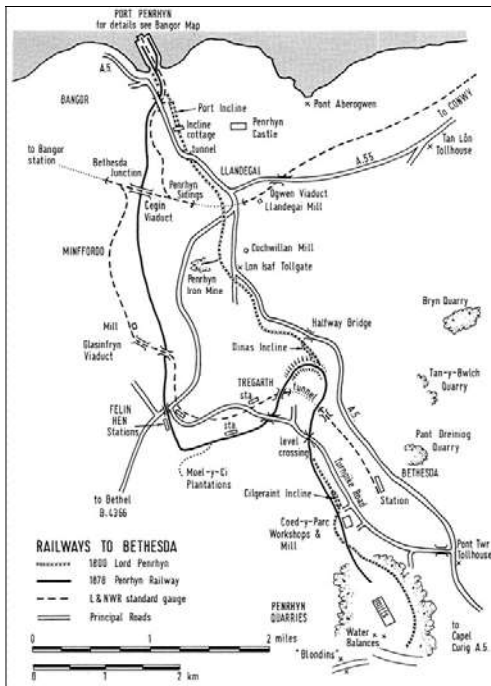 PORT PENRHYN
for details see Bangor Map
A.5.
BANGOR
Port Incline
Incline
cottage
tunnel
Penrhyn
Castle
Pont Aberogwen
to CONWY
Tan Lôn
Tollhouse
A.55.
to Bangor
station
Bethesda
Junction
Penrhyn
Sidings
Cegin
Viaduct
LLANDEGAI
Ogwen Viaduct
Llandegai Mill
MINFFORDD
Cochwillan Mill
Lon Isaf Tollgate
Penrhyn
Iron Mine
Mill
Glasinfryn
Viaduct
Halfway Bridge
Dinas Incline
Bryn Quarry
Tan-y-Bwlch
Quarry
TREGARTH
sta.
tunnel
A.5.
FELIN
HEN
Stations
sta.
Pant Dreiniog
Quarry
BETHESDA
level
crossing
Moel-y-Ci
Plantations
Turnpike Road
Station
to Bethel
B.4366
Cilgeraint Incline
Coed-y-Parc
Workshops &
Mill
Pont Twr
Tollhouse
RAILWAYS TO BETHESDA
1800 Lord Penrhyn
1878 Penrhyn Railway
L & NWR standard gauge
Principal Roads
PENRHYN
QUARRIES
Water
Balances
"Blondins"
to
Capel
Curig A.5.
0 1 2 miles
0 1 2 km